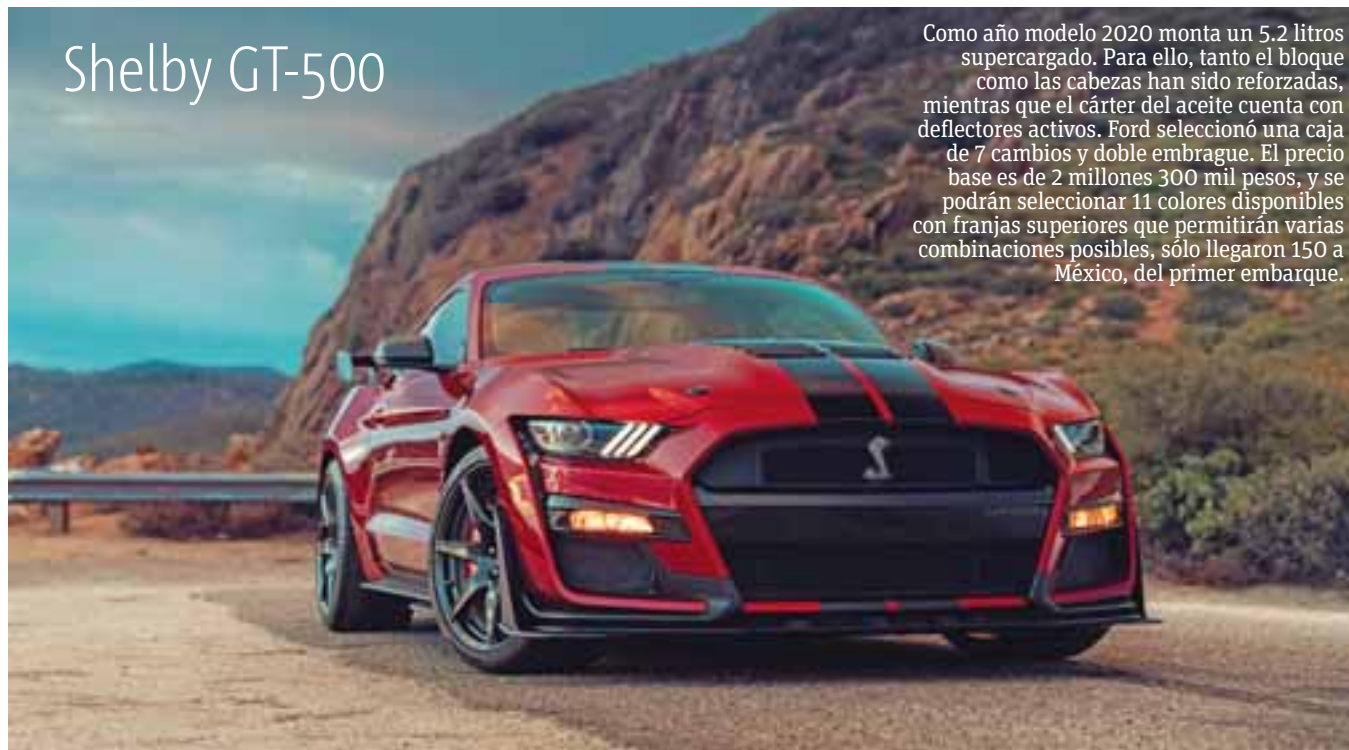 Shelby GT-500
Como año modelo 2020 monta un 5.2 litros
supercargado. Para ello, tanto el bloque
como las cabezas han sido reforzadas,
mientras que el cárter del aceite cuenta con
deflectores activos. Ford seleccionó una caja
de 7 cambios y doble embrague. El precio
base es de 2 millones 300 mil pesos, y se
podrán seleccionar 11 colores disponibles
con franjas superiores que permitirán varias
combinaciones posibles, sólo llegaron 150 a
México, del primer embarque.